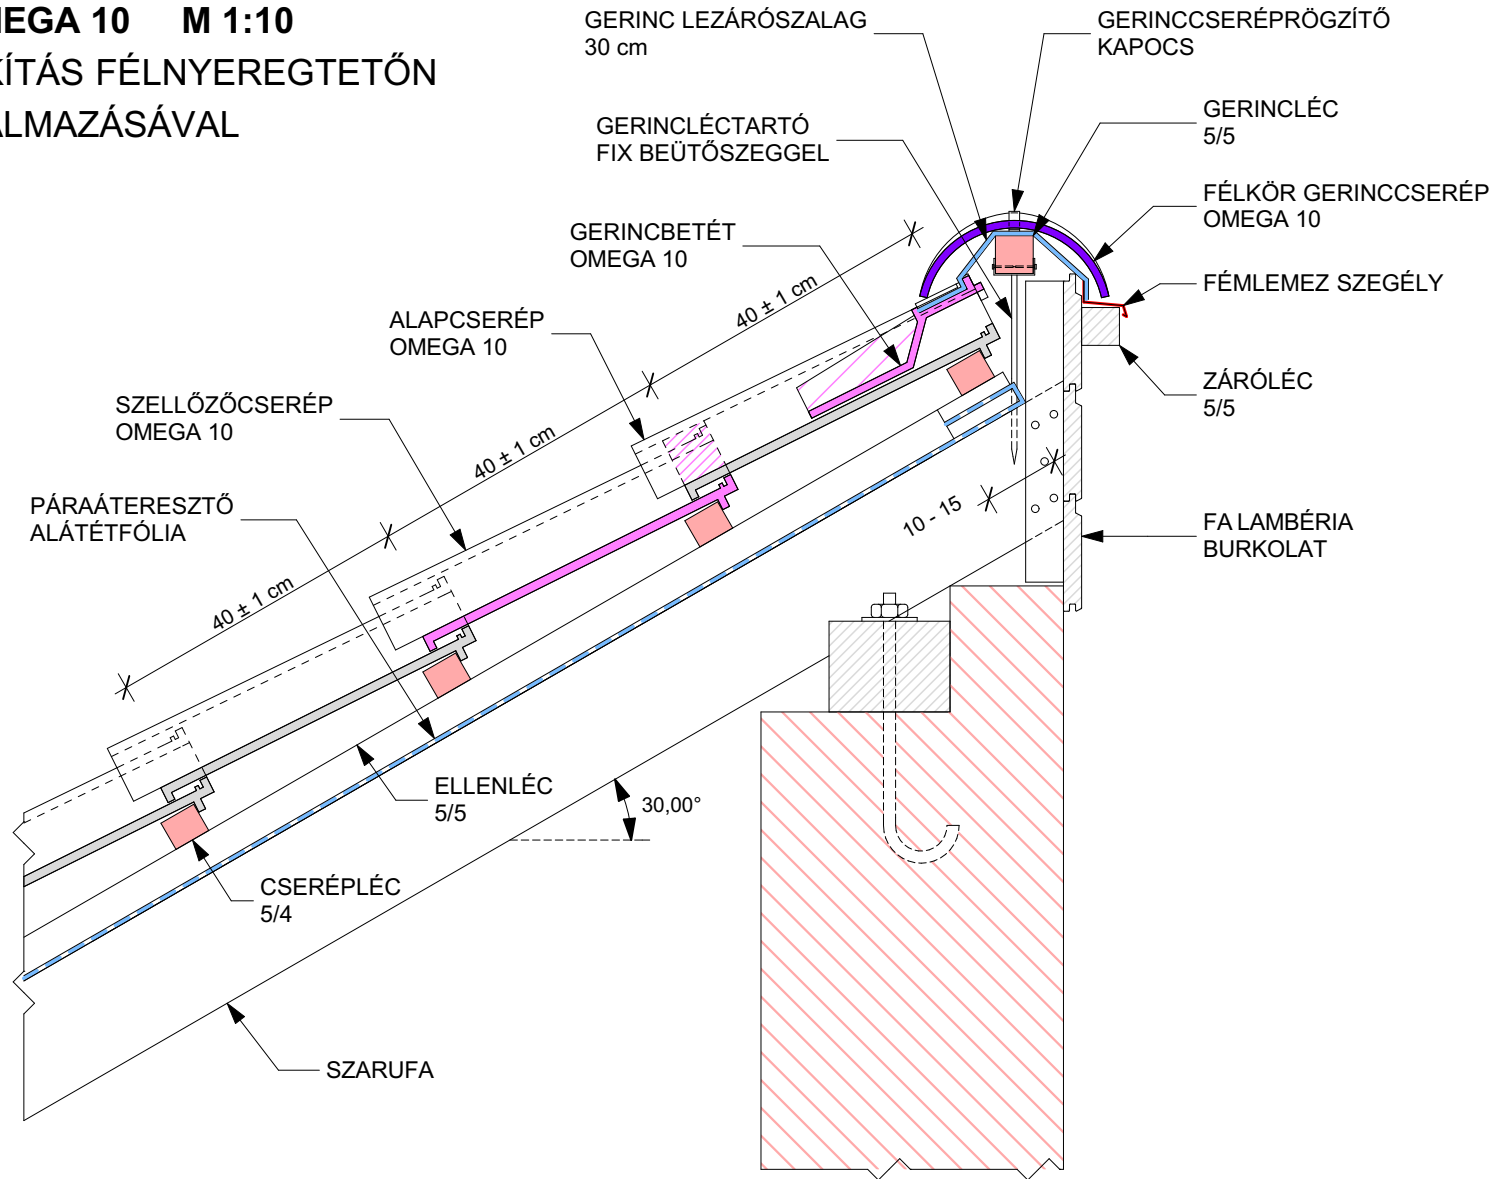 MEGA 10 M 1:10
KÍTÁS FÉLNYEREGTETŐN
ALMAZÁSÁVAL
GERINC LEZÁRÓSZALAG
30 cm
GERINCCSERÉPRÖGZÍTŐ
KAPOCS
GERINCLÉCTARTÓ
FIX BEÜTŐSZEGGEL
GERINCLÉC
5/5
FÉLKÖR GERINCCSERÉP
OMEGA 10
GERINCBETÉT
OMEGA 10
FÉMLEMEZ SZEGÉLY
ALAPCSERÉP
OMEGA 10
40 ± 1 cm
ZÁRÓLÉC
5/5
SZELLŐZŐCSERÉP
OMEGA 10
40 ± 1 cm
PÁRAÁTERESZTŐ
ALÁTÉTFÓLIA
10 - 15
FA LAMBÉRIA
BURKOLAT
40 ± 1 cm
ELLENLÉC
5/5
30,00°
CSERÉPLÉC
5/4
SZARUFA